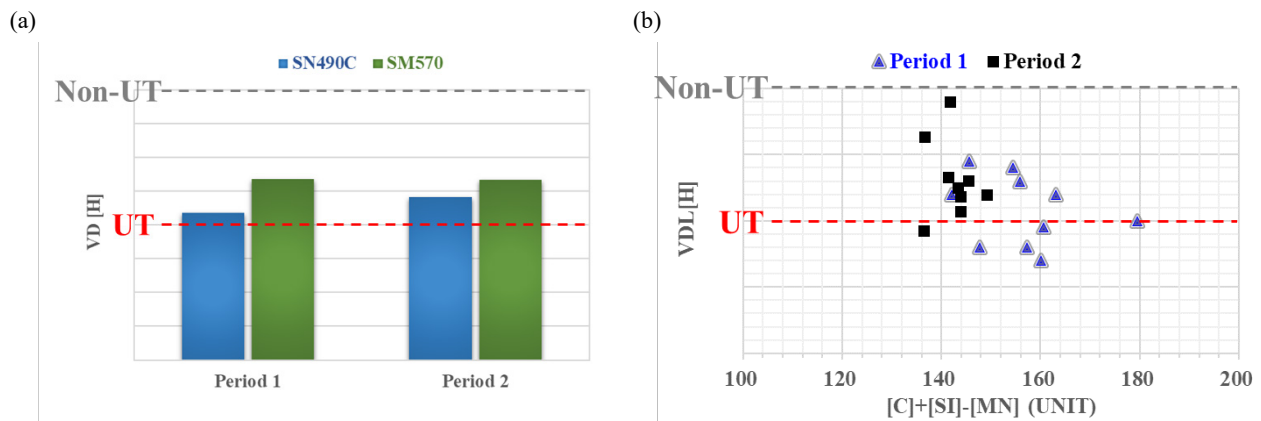 (a)
SN490C SM570
Non-UT
UT
VD [H]
Period 1 Period 2
(b)
Period 1 Period 2
Non-UT
UT
VDL[H]
100 120 140 160 180 200
[C]+[SI]-[MN] (UNIT)